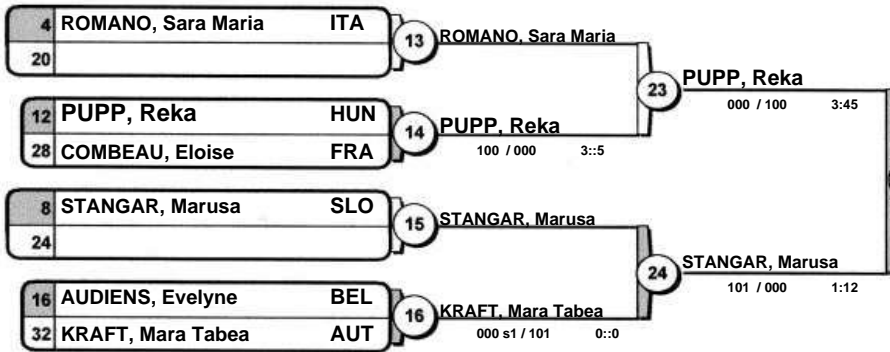 4 ROMANO, Sara Maria ITA
20
13 ROMANO, Sara Maria
12 PUPP, Reka HUN
28 COMBEAU, Eloise FRA
14 PUPP, Reka
100 / 000 3::5
23 PUPP, Reka
000 / 100 3:45
8 STANGAR, Marusa SLO
24
15 STANGAR, Marusa
16 AUDIENS, Evelyne BEL
32 KRAFT, Mara Tabea AUT
16 KRAFT, Mara Tabea
000 s1 / 101 0::0
24 STANGAR, Marusa
101 / 000 1:12